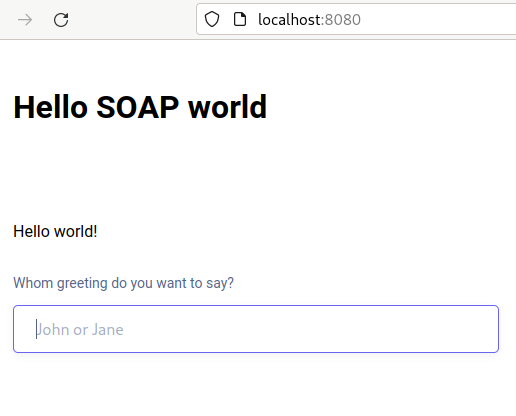 localhost:8080
Hello SOAP world
Hello world!
Whom greeting do you want to say?
John or Jane